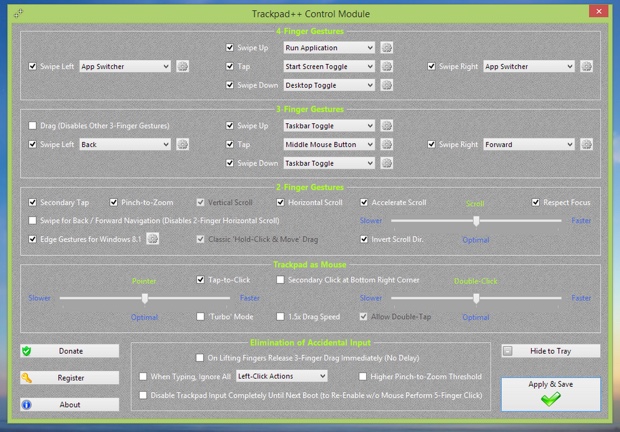 Trackpad++ Control Module
4-Finger Gestures
Swipe Up Run Application
Swipe Left App Switcher Tap Start Screen Toggle Swipe Right App Switcher
Swipe Down Desktop Toggle
3-Finger Gestures
Drag (Disables Other 3-Finger Gestures) Swipe Up Taskbar Toggle
Swipe Left Back Tap Middle Mouse Button Swipe Right Forward
Swipe Down Taskbar Toggle
2-Finger Gestures
Secondary Tap Pinch-to-Zoom Vertical Scroll Horizontal Scroll Accelerate Scroll Scroll Respect Focus
Swipe for Back / Forward Navigation (Disables 2-Finger Horizontal Scroll) Slower Faster
Edge Gestures for Windows 8.1 Classic 'Hold-Click & Move' Drag Invert Scroll Dir. Optimal
Trackpad as Mouse
Pointer Tap-to-Click Secondary Click at Bottom Right Corner Double-Click
Slower Faster Slower Faster
Optimal 'Turbo' Mode 1.5x Drag Speed Allow Double-Tap Optimal
Elimination of Accidental Input
Donate On Lifting Fingers Release 3-Finger Drag Immediately (No Delay) Hide to Tray
Register When Typing, Ignore All Left-Click Actions Higher Pinch-to-Zoom Threshold Apply & Save
About Disable Trackpad Input Completely Until Next Boot (to Re-Enable w/o Mouse Perform 5-Finger Click)